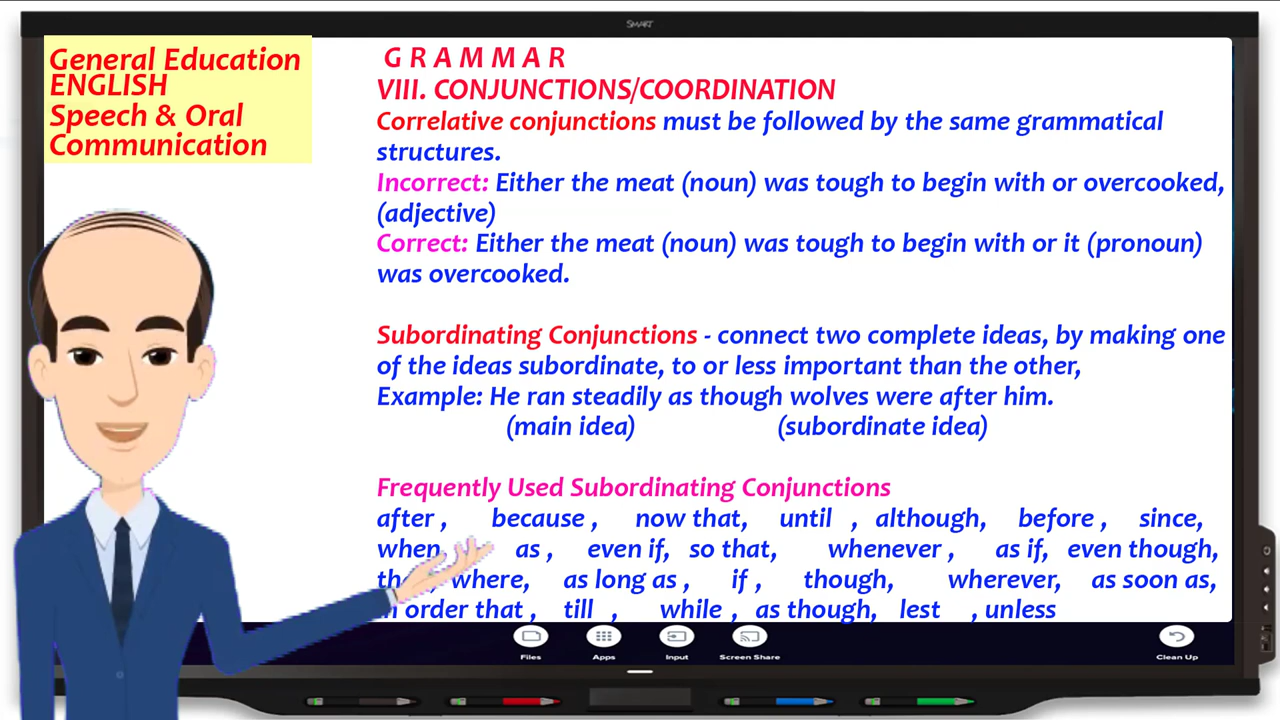 SMART
General Education
ENGLISH
Speech & Oral
Communication
G R A M M A R
VIII. CONJUNCTIONS/COORDINATION
Correlative conjunctions must be followed by the same grammatical
structures.
Incorrect: Either the meat (noun) was tough to begin with or overcooked,
(adjective)
Correct: Either the meat (noun) was tough to begin with or it (pronoun)
was overcooked.
Subordinating Conjunctions - connect two complete ideas, by making one
of the ideas subordinate, to or less important than the other,
Example: He ran steadily as though wolves were after him.
(main idea) (subordinate idea)
Frequently Used Subordinating Conjunctions
after , because , now that, until , although, before , since,
when as , even if, so that, whenever , as if, even though,
where, as long as , if , though, wherever, as soon as,
order that , till , while , as though, lest , unless
Files Apps Input Screen Share Clean Up